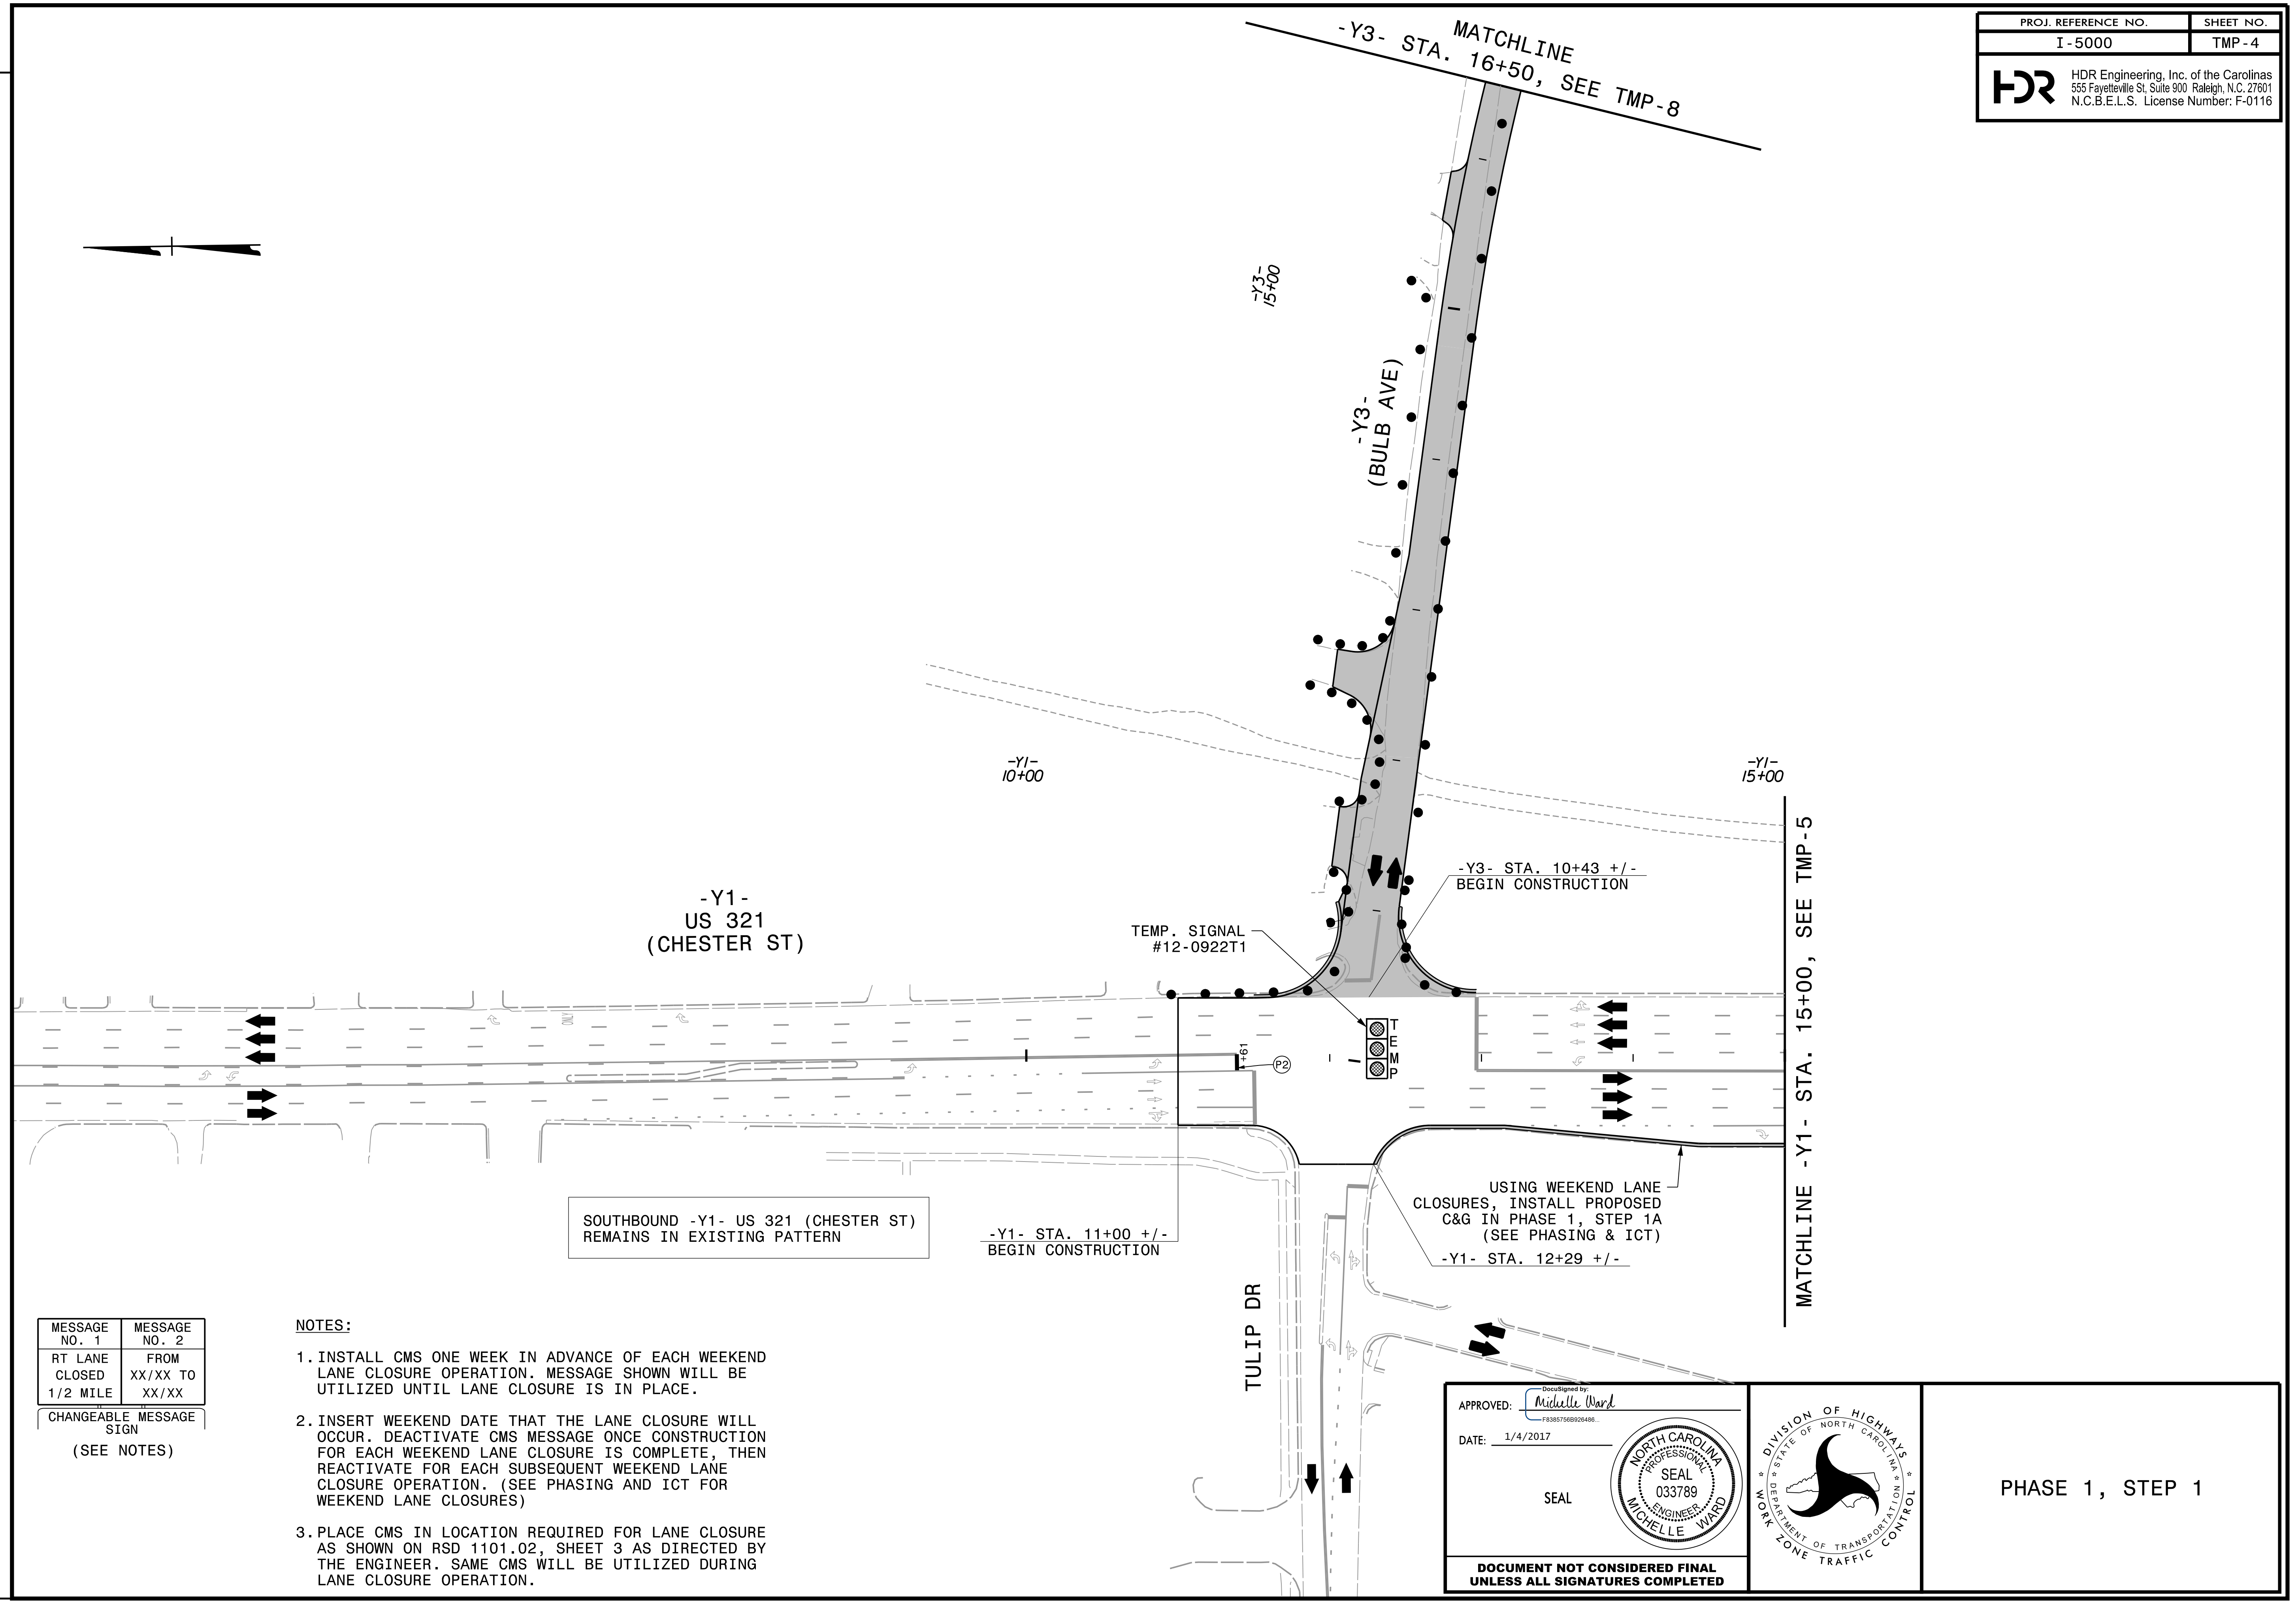 MATCHLINE
-Y3- STA. 16+50, SEE TMP-8
PROJ. REFERENCE NO.
SHEET NO.
I-5000
TMP-4
HDR
HDR Engineering, Inc. of the Carolinas
555 Fayetteville St, Suite 900 Raleigh, N.C. 27601
N.C.B.E.L.S. License Number: F-0116
-Y3-
15+00
-Y3-
(BULB AVE)
-Y1-
10+00
-Y1-
15+00
MATCHLINE -Y1- STA. 15+00, SEE TMP-5
-Y3- STA. 10+43 +/-
BEGIN CONSTRUCTION
-Y1-
US 321
(CHESTER ST)
TEMP. SIGNAL
#12-0922T1
T
E
M
P
ONLY
+61
P2
USING WEEKEND LANE
CLOSURES, INSTALL PROPOSED
C&G IN PHASE 1, STEP 1A
(SEE PHASING & ICT)
-Y1- STA. 12+29 +/-
SOUTHBOUND -Y1- US 321 (CHESTER ST)
REMAINS IN EXISTING PATTERN
-Y1- STA. 11+00 +/-
BEGIN CONSTRUCTION
TULIP DR
MESSAGE
NO. 1
MESSAGE
NO. 2
RT LANE
CLOSED
1/2 MILE
FROM
XX/XX TO
XX/XX
CHANGEABLE MESSAGE
SIGN
(SEE NOTES)
NOTES:
1. INSTALL CMS ONE WEEK IN ADVANCE OF EACH WEEKEND
LANE CLOSURE OPERATION. MESSAGE SHOWN WILL BE
UTILIZED UNTIL LANE CLOSURE IS IN PLACE.
2. INSERT WEEKEND DATE THAT THE LANE CLOSURE WILL
OCCUR. DEACTIVATE CMS MESSAGE ONCE CONSTRUCTION
FOR EACH WEEKEND LANE CLOSURE IS COMPLETE, THEN
REACTIVATE FOR EACH SUBSEQUENT WEEKEND LANE
CLOSURE OPERATION. (SEE PHASING AND ICT FOR
WEEKEND LANE CLOSURES)
3. PLACE CMS IN LOCATION REQUIRED FOR LANE CLOSURE
AS SHOWN ON RSD 1101.02, SHEET 3 AS DIRECTED BY
THE ENGINEER. SAME CMS WILL BE UTILIZED DURING
LANE CLOSURE OPERATION.
DocuSigned by:
APPROVED: Michelle Ward
F8385756B926486...
DATE: 1/4/2017
SEAL
NORTH CAROLINA
PROFESSIONAL
SEAL
033789
ENGINEER
MICHELLE WARD
DOCUMENT NOT CONSIDERED FINAL
UNLESS ALL SIGNATURES COMPLETED
DIVISION OF HIGHWAYS
STATE OF NORTH CAROLINA
DEPARTMENT OF TRANSPORTATION
WORK ZONE TRAFFIC CONTROL
PHASE 1, STEP 1